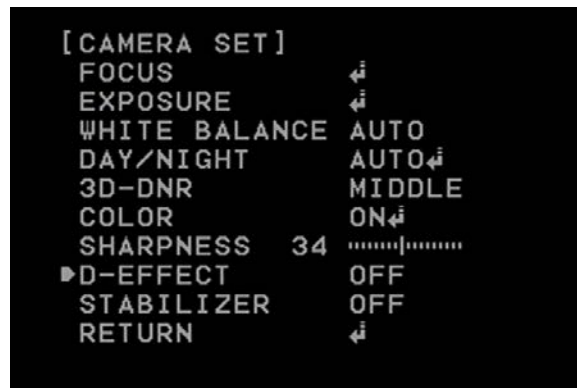 [CAMERA SET]
FOCUS ↲
EXPOSURE ↲
WHITE BALANCE AUTO
DAY/NIGHT AUTO↲
3D-DNR MIDDLE
COLOR ON↲
SHARPNESS 34
D-EFFECT OFF
STABILIZER OFF
RETURN ↲